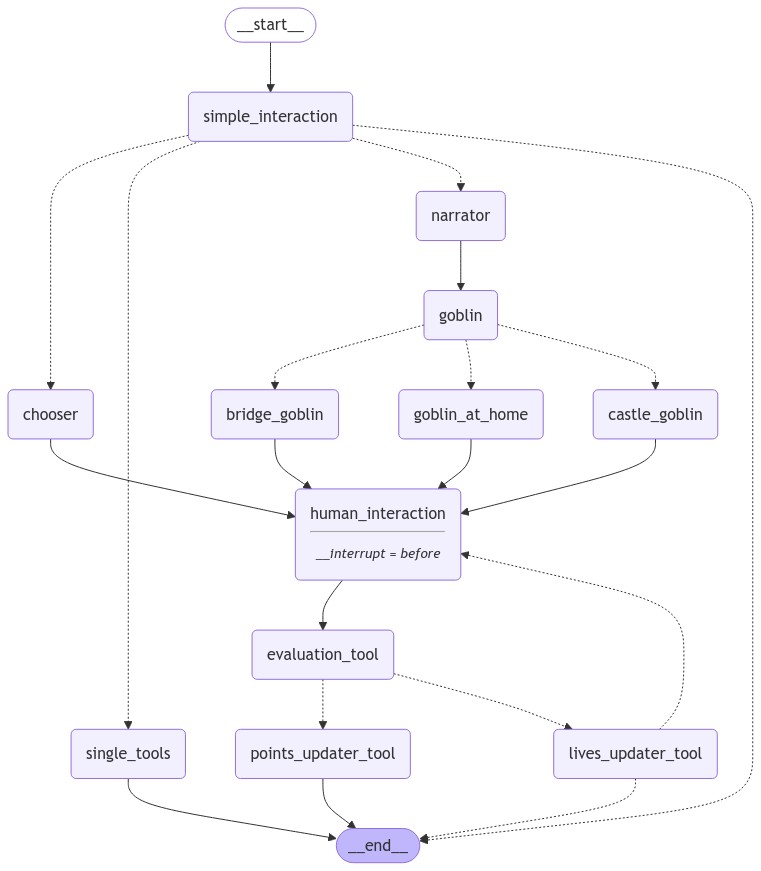 __start__
simple_interaction
narrator
goblin
chooser
bridge_goblin
goblin_at_home
castle_goblin
human_interaction
__interrupt = before
evaluation_tool
single_tools
points_updater_tool
lives_updater_tool
__end__